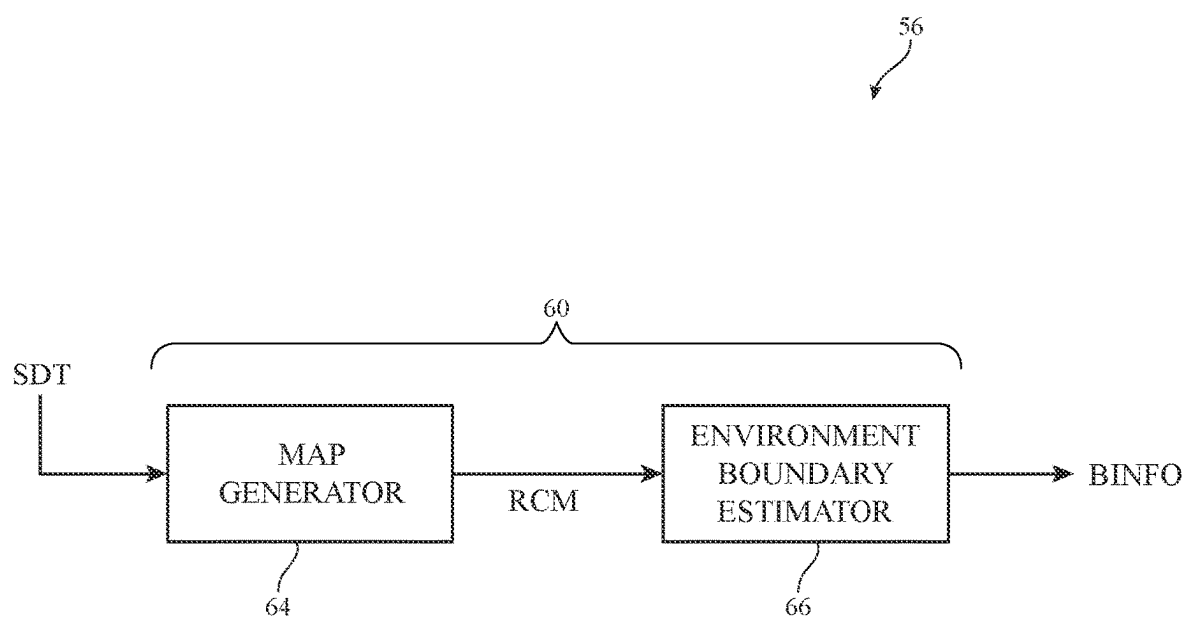 56
60
SDT
MAP
GENERATOR
RCM
ENVIRONMENT
BOUNDARY
ESTIMATOR
BINFO
64
66